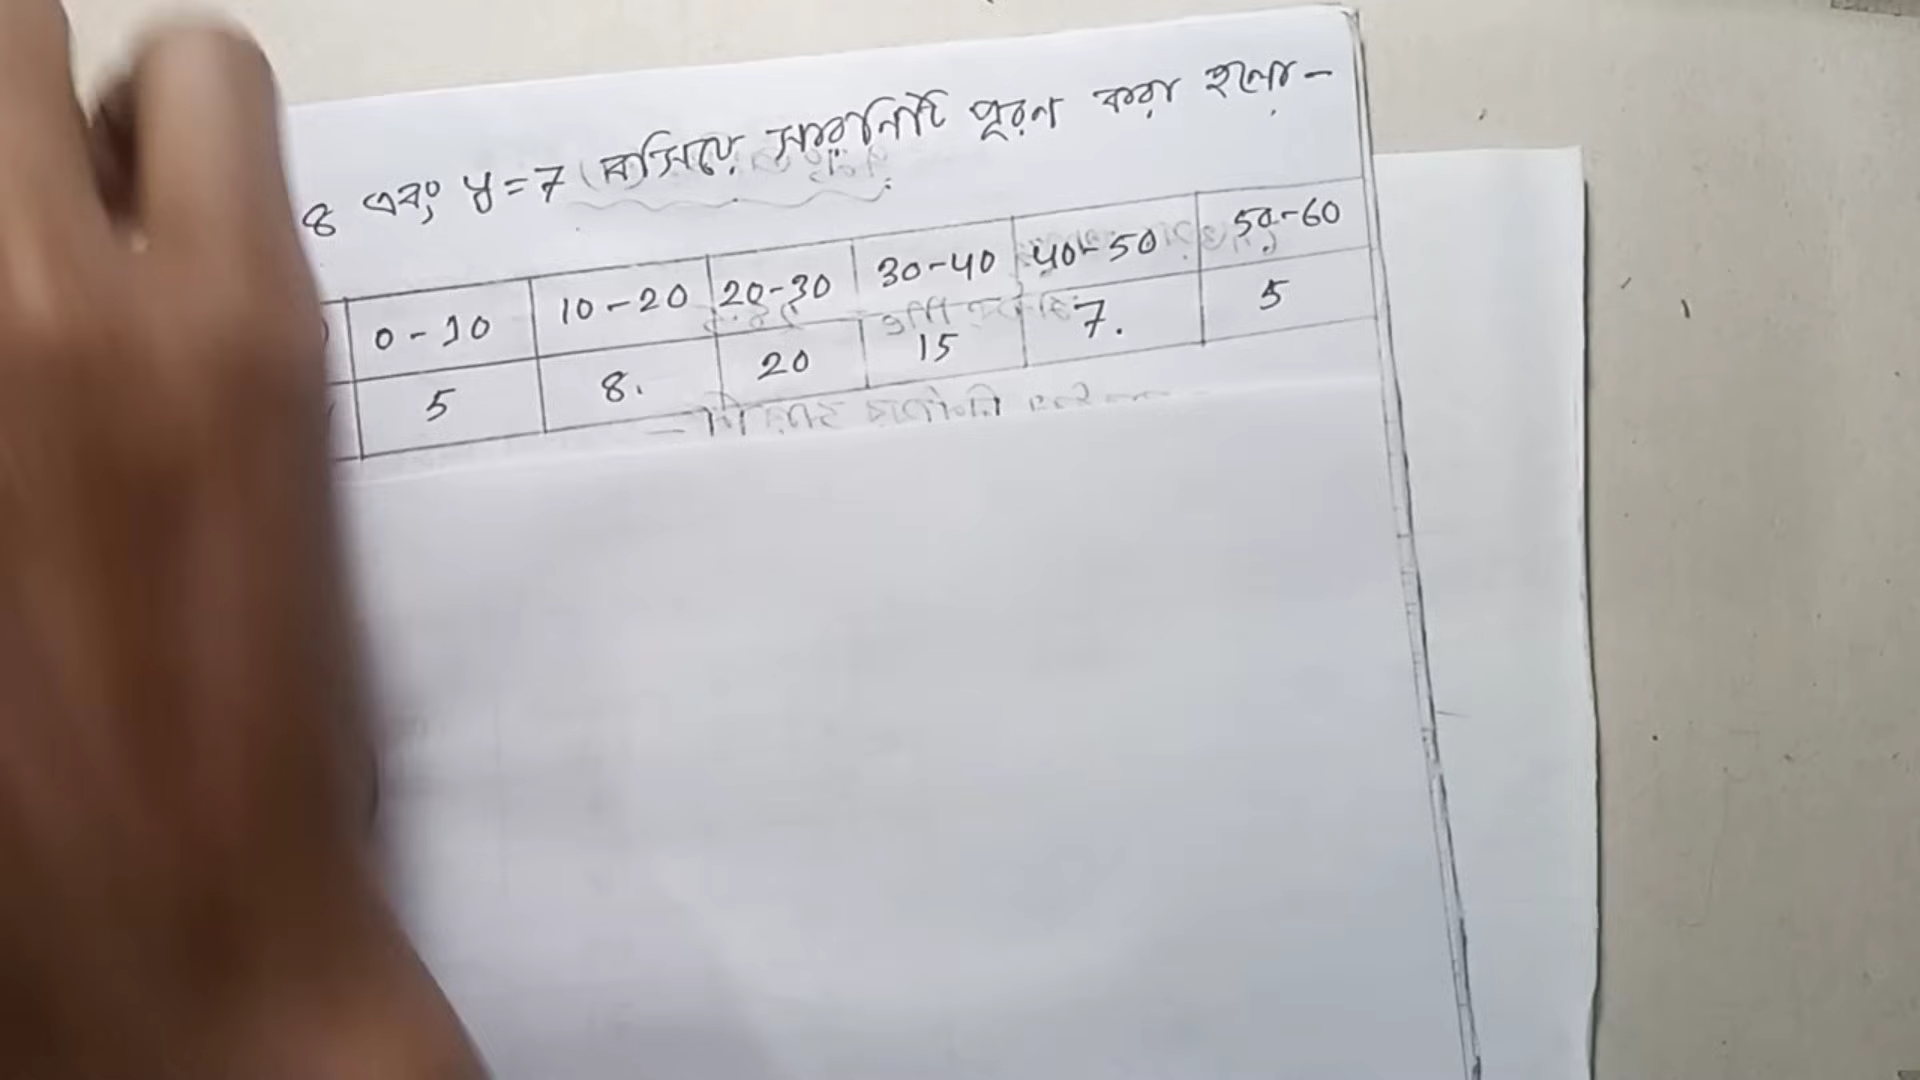 8 এবং y = 7 বসিয়ে সারণিটি পূরণ করা হলো -
0 - 10 10 - 20 20 - 30 30 - 40 40 - 50 50 - 60
5 8. 20 15 7. 5